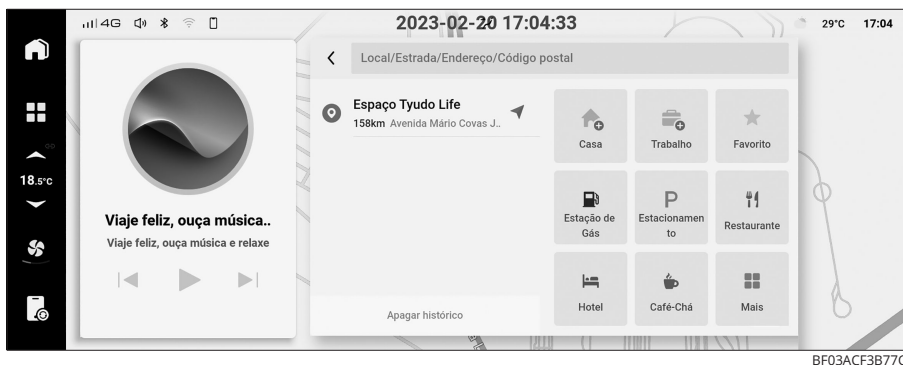 4G
2023-02-20 17:04:33
29°C 17:04
18.5°C
Viaje feliz, ouça música..
Viaje feliz, ouça música e relaxe
Local/Estrada/Endereço/Código postal
Espaço Tyudo Life
158km Avenida Mário Covas J..
Apagar histórico
Casa
Trabalho
Favorito
Estação de
Gás
P
Estacionamen
to
Restaurante
Hotel
Café-Chá
Mais
BF03ACF3B77C